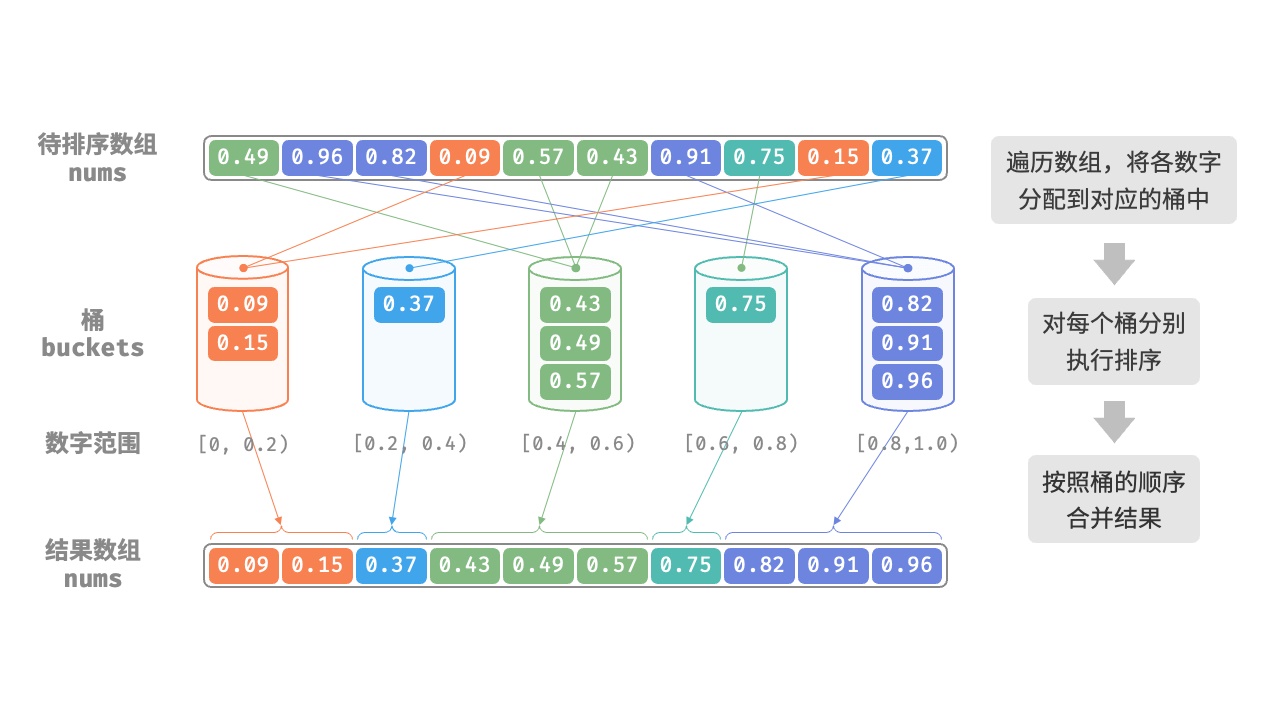 待排序数组
nums
0.49 0.96 0.82 0.09 0.57 0.43 0.91 0.75 0.15 0.37
桶
buckets
0.09 0.37 0.43 0.75 0.82
0.15 0.49 0.91
0.57 0.96
数字范围
[0, 0.2) [0.2, 0.4) [0.4, 0.6) [0.6, 0.8) [0.8,1.0)
结果数组
nums
0.09 0.15 0.37 0.43 0.49 0.57 0.75 0.82 0.91 0.96
遍历数组，将各数字
分配到对应的桶中
对每个桶分别
执行排序
按照桶的顺序
合并结果